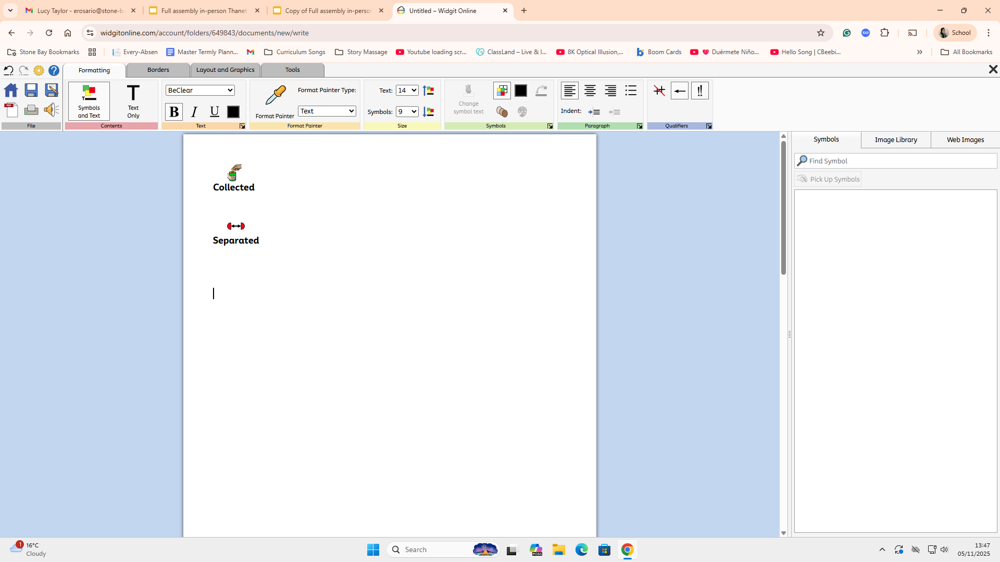 Lucy Taylor - erosario@stone-b
Full assembly in-person Thanet
Copy of Full assembly in-person
Untitled – Widgit Online
widgitonline.com/account/folders/649843/documents/new/write
School
Stone Bay Bookmarks
Every-Absen
Master Termly Plann...
Curriculum Songs
Story Massage
Youtube loading scr...
ClassLand – Live & I...
8K Optical Illusion,...
Boom Cards
Duérmete Niño...
Hello Song | CBeebi...
All Bookmarks
Formatting
Borders
Layout and Graphics
Tools
Symbols and Text
Text Only
BeClear
B I U
Format Painter
Format Painter Type:
Text
Text: 14
Symbols: 9
Change symbol text
Indent:
File
Contents
Text
Format Painter
Size
Symbols
Paragraph
Qualifiers
Collected
Separated
Symbols
Image Library
Web Images
Find Symbol
Pick Up Symbols
1
16°C
Cloudy
Search
M365
13:47
05/11/2025